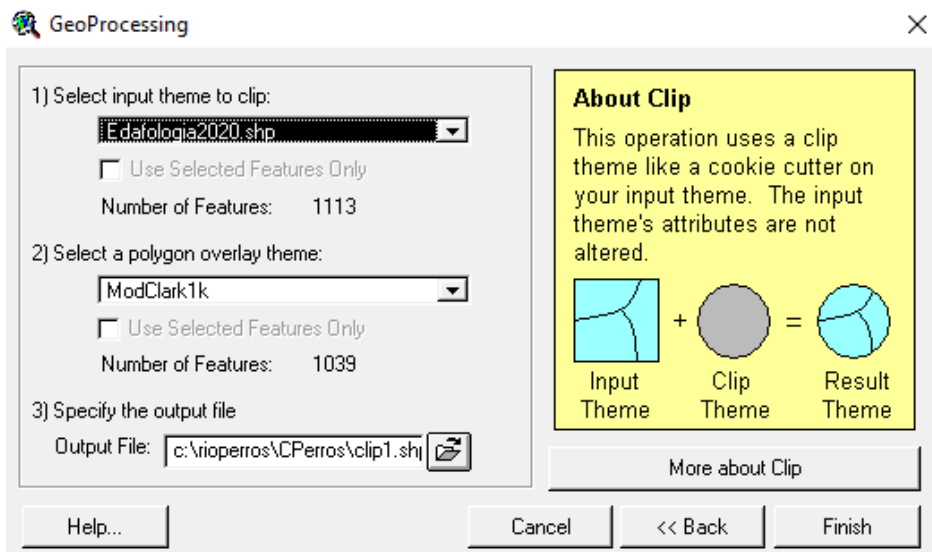 GeoProcessing
1) Select input theme to clip:
Edafologia2020.shp
Use Selected Features Only
Number of Features: 1113
2) Select a polygon overlay theme:
ModClark1k
Use Selected Features Only
Number of Features: 1039
3) Specify the output file
Output File: c:\rioperros\CPerros\clip1.sh
About Clip
This operation uses a clip
theme like a cookie cutter on
your input theme. The input
theme's attributes are not
altered.
+ =
Input Clip Result
Theme Theme Theme
More about Clip
Help... Cancel << Back Finish